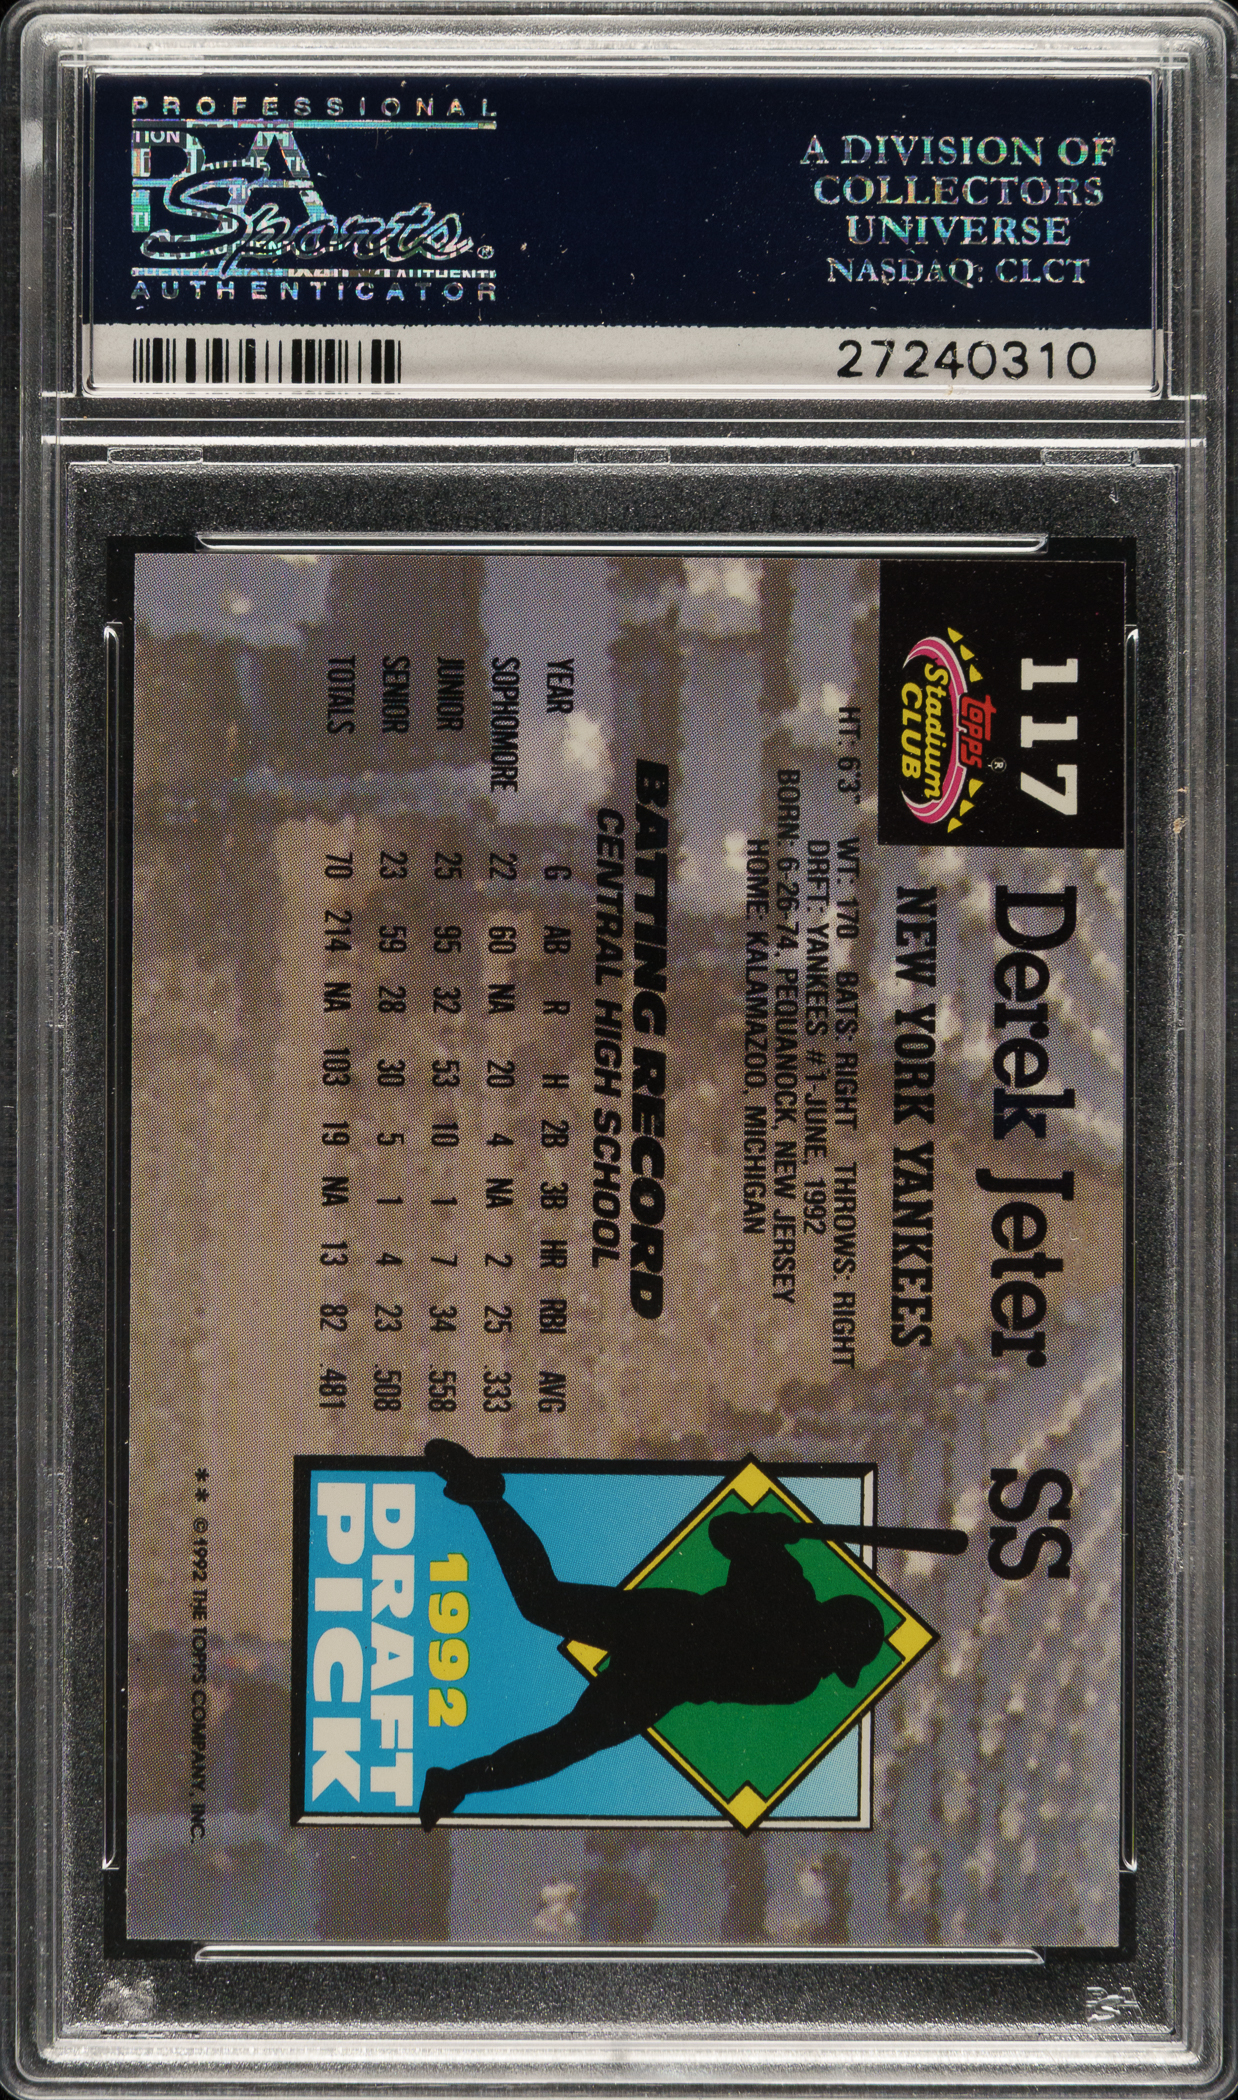 PROFESSIONAL
PSA
Sports®
AUTHENTICATOR
A DIVISION OF
COLLECTORS
UNIVERSE
NASDAQ: CLCT
27240310
117 Derek Jeter SS
topps®
Stadium
CLUB
NEW YORK YANKEES
HT: 6'3" WT: 170 BATS: RIGHT THROWS: RIGHT
DRFT: YANKEES #1-JUNE, 1992
BORN: 6-26-74, PEQUANOCK, NEW JERSEY
HOME: KALAMAZOO, MICHIGAN
BATTING RECORD
CENTRAL HIGH SCHOOL
YEAR G AB R H 2B 3B HR RBI AVG
SOPHOMORE 22 60 NA 20 4 NA 2 25 .333
JUNIOR 25 95 32 53 10 1 7 34 .558
SENIOR 23 59 28 30 5 1 4 23 .508
TOTALS 70 214 NA 103 19 NA 13 82 .481
1992
DRAFT
PICK
** ©1992 THE TOPPS COMPANY, INC.
PSA